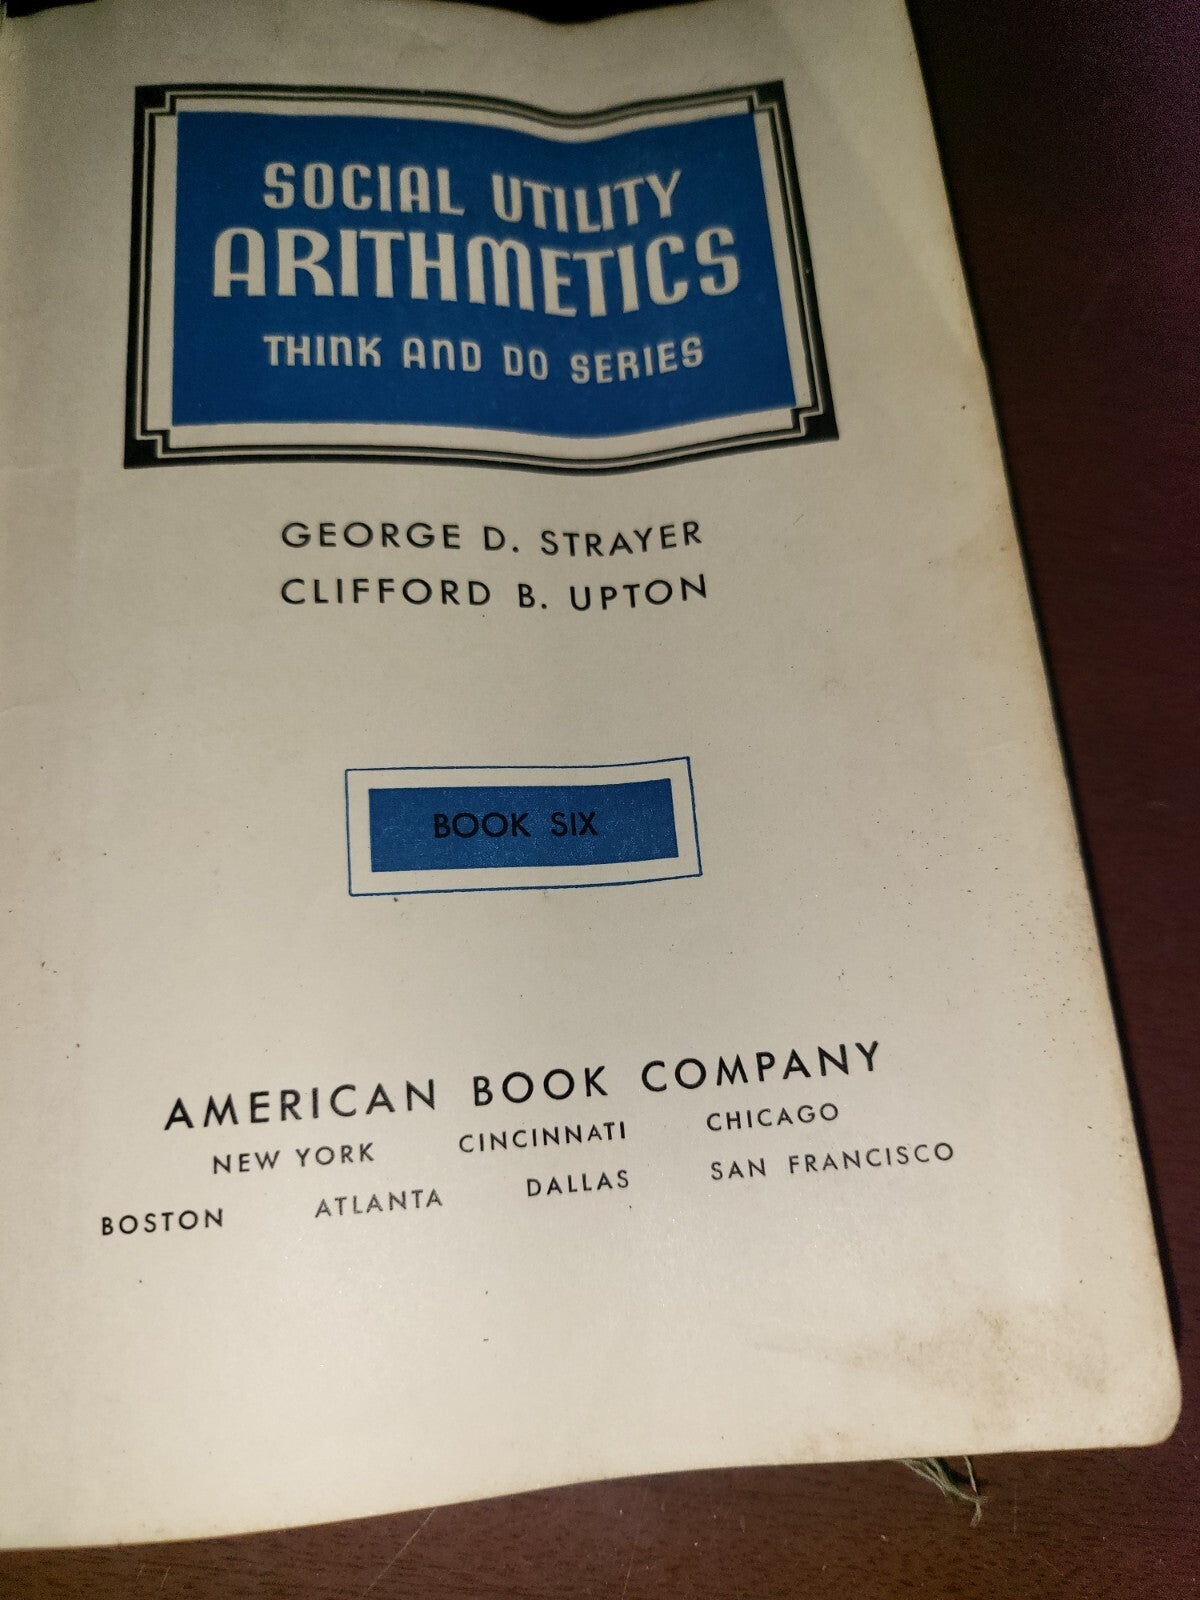 SOCIAL UTILITY
ARITHMETICS
THINK AND DO SERIES
GEORGE D. STRAYER
CLIFFORD B. UPTON
BOOK SIX
AMERICAN BOOK COMPANY
NEW YORK CINCINNATI CHICAGO
BOSTON ATLANTA DALLAS SAN FRANCISCO